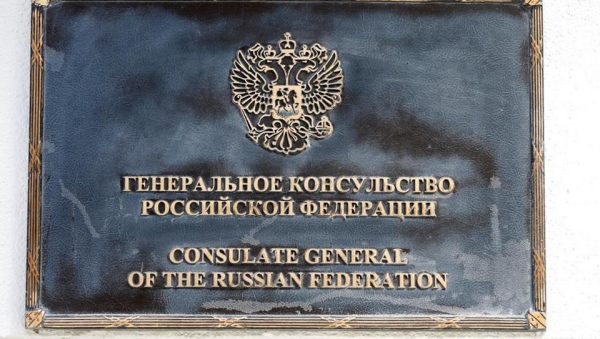 ГЕНЕРАЛЬНОЕ КОНСУЛЬСТВО
РОССИЙСКОЙ ФЕДЕРАЦИИ
CONSULATE GENERAL
OF THE RUSSIAN FEDERATION